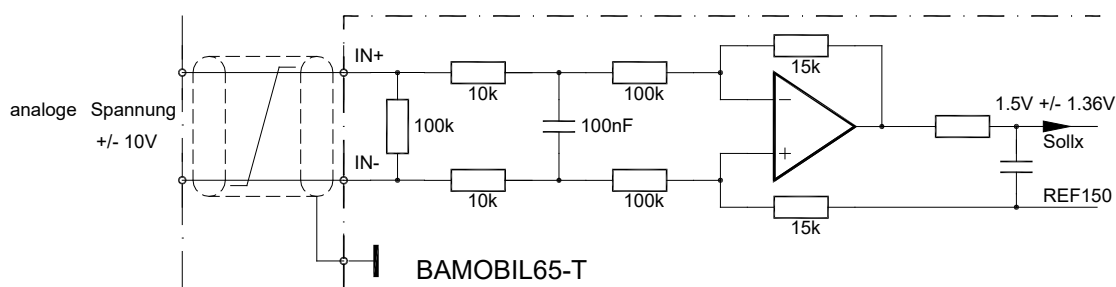 IN+
15k
10k
100k
analoge Spannung
+/- 10V
100k
100nF
1.5V +/- 1.36V
Sollx
IN-
10k
100k
REF150
15k
BAMOBIL65-T